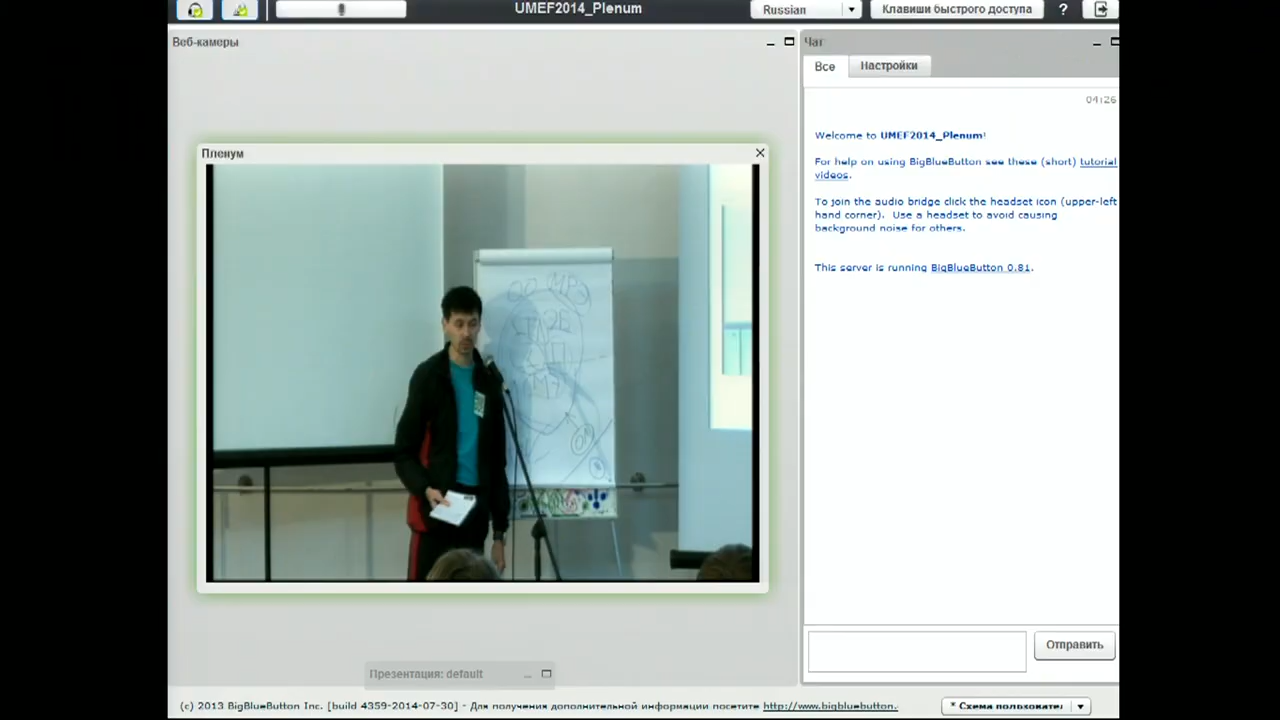 UMEF2014_Plenum
Russian
Клавиши быстрого доступа
?
Веб-камеры
Чат
Все
Настройки
04:26
Welcome to UMEF2014_Plenum!
For help on using BigBlueButton see these (short) tutorial
videos.
To join the audio bridge click the headset icon (upper-left
hand corner). Use a headset to avoid causing
background noise for others.
This server is running BigBlueButton 0.81.
Пленум
Отправить
Презентация: default
(c) 2013 BigBlueButton Inc. [build 4359-2014-07-30] - Для получения дополнительной информации посетите http://www.bigbluebutton.
* Схема пользовател